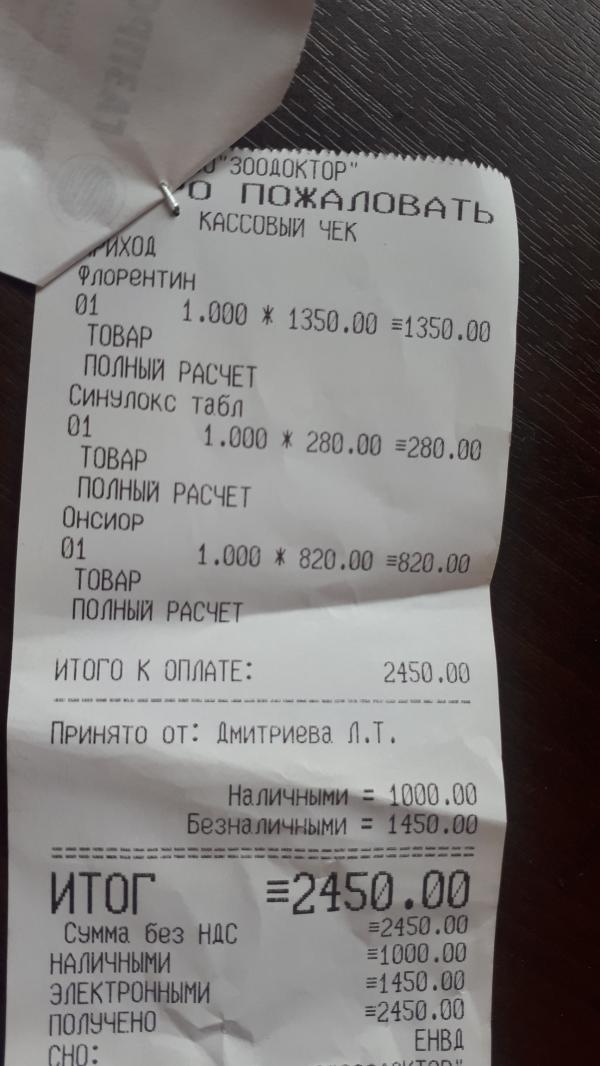 ГАЗПРО
"ЗООДОКТОР"
РО ПОЖАЛОВАТЬ
КАССОВЫЙ ЧЕК
РИХОД
Флорентин
01 1.000 * 1350.00 ≡1350.00
ТОВАР
ПОЛНЫЙ РАСЧЕТ
Синулокс табл
01 1.000 * 280.00 ≡280.00
ТОВАР
ПОЛНЫЙ РАСЧЕТ
Онсиор
01 1.000 * 820.00 ≡820.00
ТОВАР
ПОЛНЫЙ РАСЧЕТ
ИТОГО К ОПЛАТЕ: 2450.00
Принято от: Дмитриева Л.Т.
Наличными = 1000.00
Безналичными = 1450.00
ИТОГ ≡2450.00
Сумма без НДС ≡2450.00
НАЛИЧНЫМИ ≡1000.00
ЭЛЕКТРОННЫМИ ≡1450.00
ПОЛУЧЕНО ≡2450.00
СНО: ЕНВД